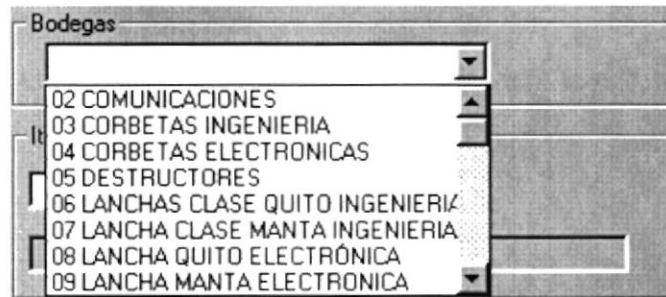 Bodegas
02 COMUNICACIONES
03 CORBETAS INGENIERIA
04 CORBETAS ELECTRONICAS
It
05 DESTRUCTORES
06 LANCHAS CLASE QUITO INGENIERIA
07 LANCHA CLASE MANTA INGENIERIA
08 LANCHA QUITO ELECTRÓNICA
09 LANCHA MANTA ELECTRONICA